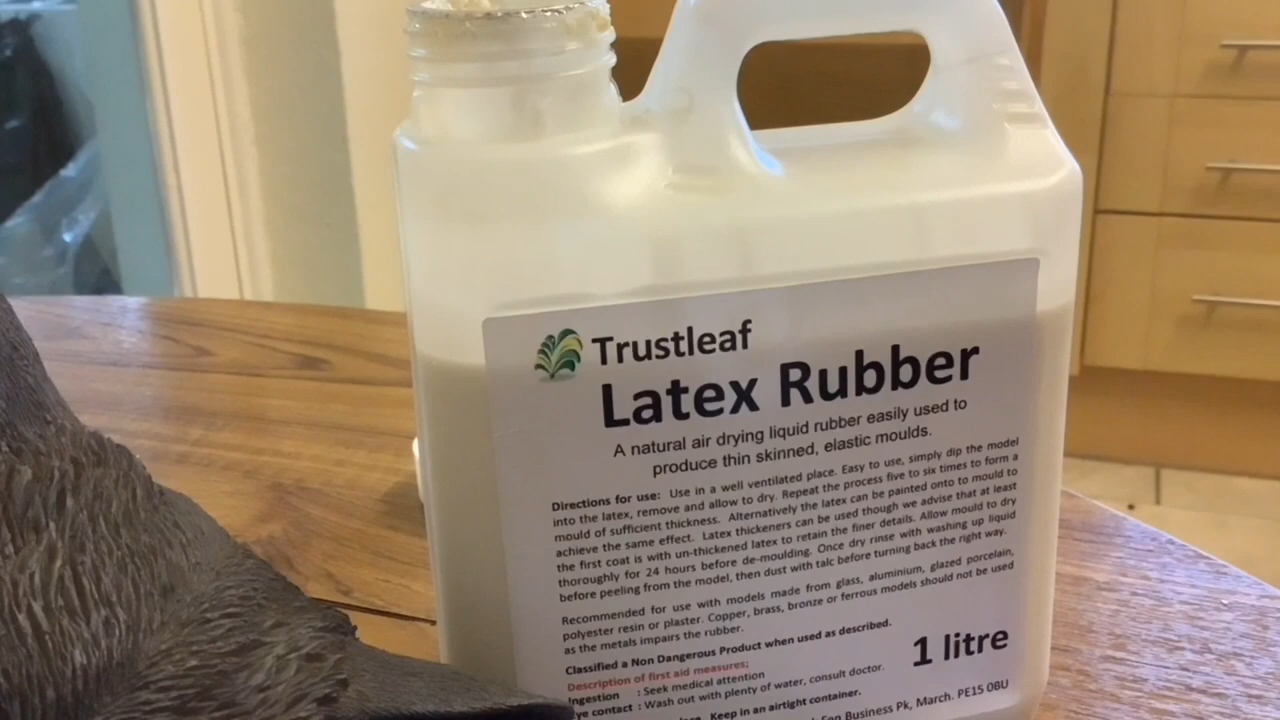 Trustleaf
Latex Rubber
A natural air drying liquid rubber easily used to
produce thin skinned, elastic moulds.
Directions for use: Use in a well ventilated place. Easy to use, simply dip the model
into the latex, remove and allow to dry. Repeat the process five to six times to form a
mould of sufficient thickness. Alternatively the latex can be painted onto to mould to
achieve the same effect. Latex thickeners can be used though we advise that at least
the first coat is with un-thickened latex to retain the finer details. Allow mould to dry
thoroughly for 24 hours before de-moulding. Once dry rinse with washing up liquid
before peeling from the model, then dust with talc before turning back the right way.
Recommended for use with models made from glass, aluminium, glazed porcelain,
polyester resin or plaster. Copper, brass, bronze or ferrous models should not be used
as the metals impairs the rubber.
Classified a Non Dangerous Product when used as described.
1 litre
Description of first aid measures;
Ingestion : Seek medical attention
Eye contact : Wash out with plenty of water, consult doctor.
Keep in an airtight container.
Fen Business Pk, March. PE15 0BU